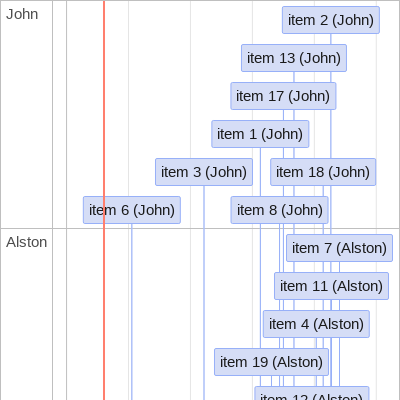 John
item 2 (John)
item 13 (John)
item 17 (John)
item 1 (John)
item 3 (John)
item 18 (John)
item 6 (John)
item 8 (John)
Alston
item 7 (Alston)
item 11 (Alston)
item 4 (Alston)
item 19 (Alston)
item 12 (Alston)